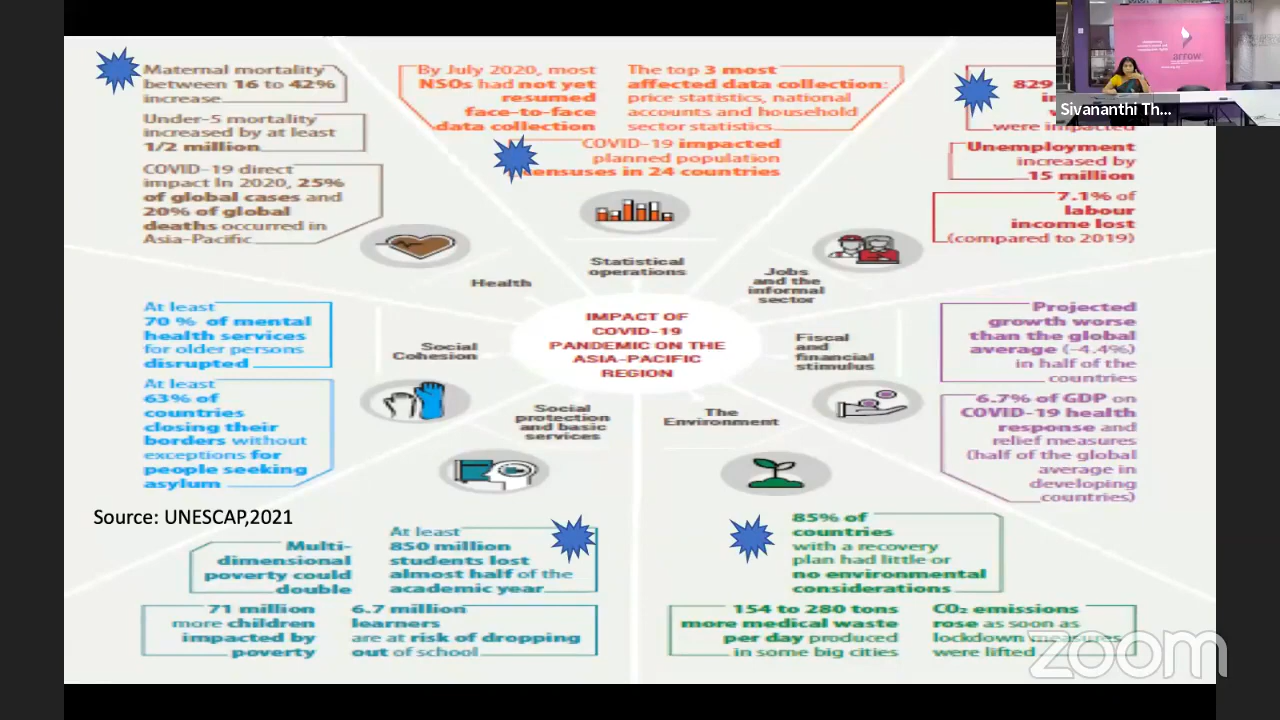 Maternal mortality
between 16 to 42%
increase
Under-5 mortality
increased by at least
1/2 million
COVID-19 direct
impact In 2020, 25%
of global cases and
20% of global
deaths occurred in
Asia-Pacific
Health
By July 2020, most
NSOs had not yet
resumed
face-to-face
data collection
The top 3 most
affected data collection:
price statistics, national
accounts and household
sector statistics
COVID-19 impacted
planned population
censuses in 24 countries
Statistical
operations
829
were impacted
Unemployment
increased by
15 million
7.1% of
labour
income lost
(compared to 2019)
Jobs
and the
informal
sector
arrow
Sivananthi Th...
IMPACT OF
COVID-19
PANDEMIC ON THE
ASIA-PACIFIC
REGION
At least
70 % of mental
health services
for older persons
disrupted
At least
63% of
countries
closing their
borders without
exceptions for
people seeking
asylum
Social
Cohesion
Fiscal
and
financial
stimulus
Projected
growth worse
than the global
average (-4.4%)
in half of the
countries
6.7% of GDP on
COVID-19 health
response and
relief measures
(half of the global
average in
developing
countries)
Social
protection
and basic
services
The
Environment
Source: UNESCAP,2021
Multi-
dimensional
poverty could
double
At least
850 million
students lost
almost half of the
academic year
71 million
more children
impacted by
poverty
6.7 million
learners
are at risk of dropping
out of school
85% of
countries
with a recovery
plan had little or
no environmental
considerations
154 to 280 tons
more medical waste
per day produced
in some big cities
CO₂ emissions
rose as soon as
lockdown measures
were lifted
zoom